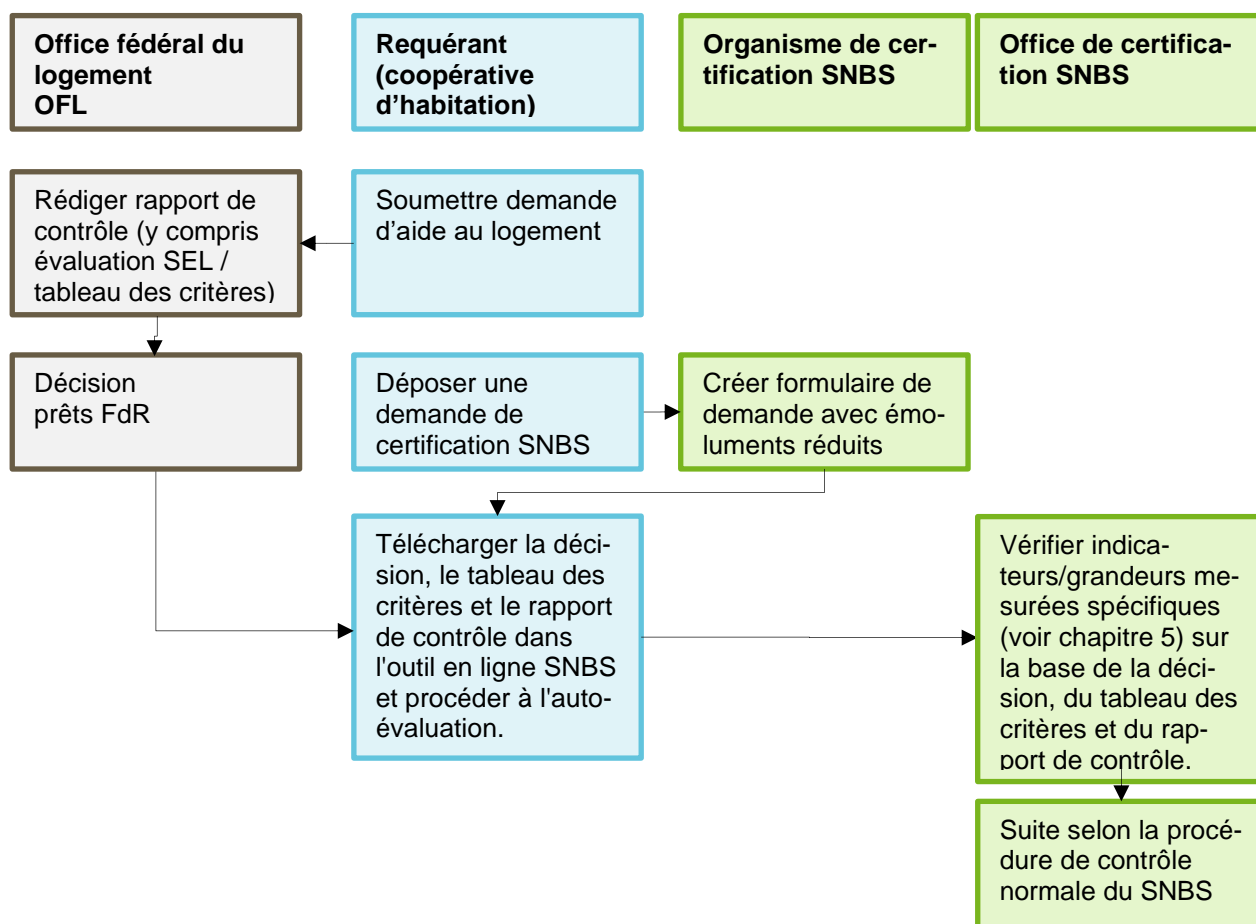 Office fédéral du
logement
OFL
Requérant
(coopérative
d'habitation)
Organisme de cer-
tification SNBS
Office de certifica-
tion SNBS
Rédiger rapport de
contrôle (y compris
évaluation SEL /
tableau des critères)
Soumettre demande
d'aide au logement
Décision
prêts FdR
Déposer une
demande de
certification SNBS
Créer formulaire de
demande avec émo-
luments réduits
Télécharger la déci-
sion, le tableau des
critères et le rapport
de contrôle dans
l'outil en ligne SNBS
et procéder à l'auto-
évaluation.
Vérifier indica-
teurs/grandeurs me-
surées spécifiques
(voir chapitre 5) sur
la base de la déci-
sion, du tableau des
critères et du rap-
port de contrôle.
Suite selon la procé-
dure de contrôle
normale du SNBS